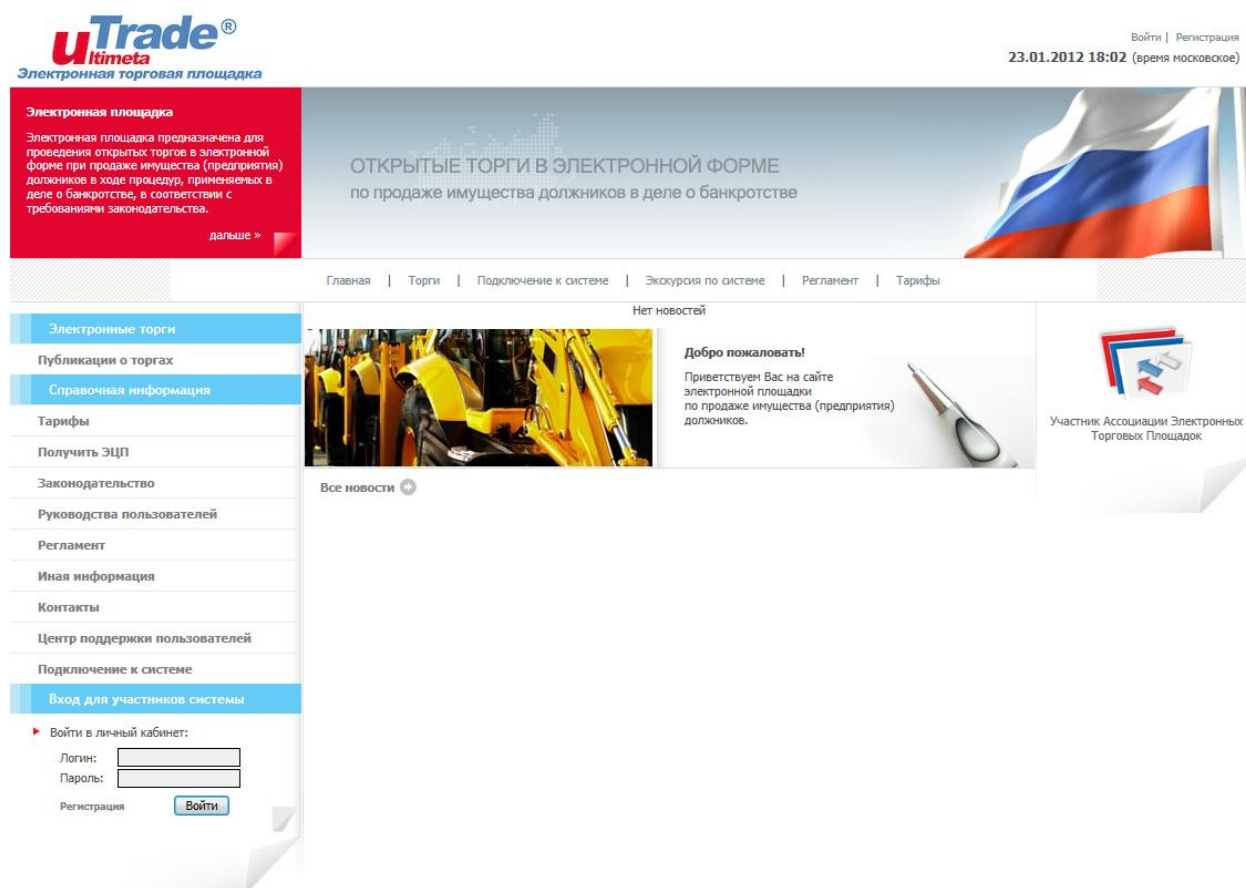 uTrade®
ltimeta
Электронная торговая площадка
Войти | Регистрация
23.01.2012 18:02 (время московское)
Электронная площадка
Электронная площадка предназначена для
проведения открытых торгов в электронной
форме при продаже имущества (предприятия)
должников в ходе процедур, применяемых в
деле о банкротстве, в соответствии с
требованиями законодательства.
дальше »
ОТКРЫТЫЕ ТОРГИ В ЭЛЕКТРОННОЙ ФОРМЕ
по продаже имущества должников в деле о банкротстве
Главная | Торги | Подключение к системе | Экскурсия по системе | Регламент | Тарифы
Электронные торги
Публикации о торгах
Справочная информация
Тарифы
Получить ЭЦП
Законодательство
Руководства пользователей
Регламент
Иная информация
Контакты
Центр поддержки пользователей
Подключение к системе
Вход для участников системы
Войти в личный кабинет:
Логин:
Пароль:
Регистрация Войти
Нет новостей
Добро пожаловать!
Приветствуем Вас на сайте
электронной площадки
по продаже имущества (предприятия)
должников.
Все новости
Участник Ассоциации Электронных
Торговых Площадок